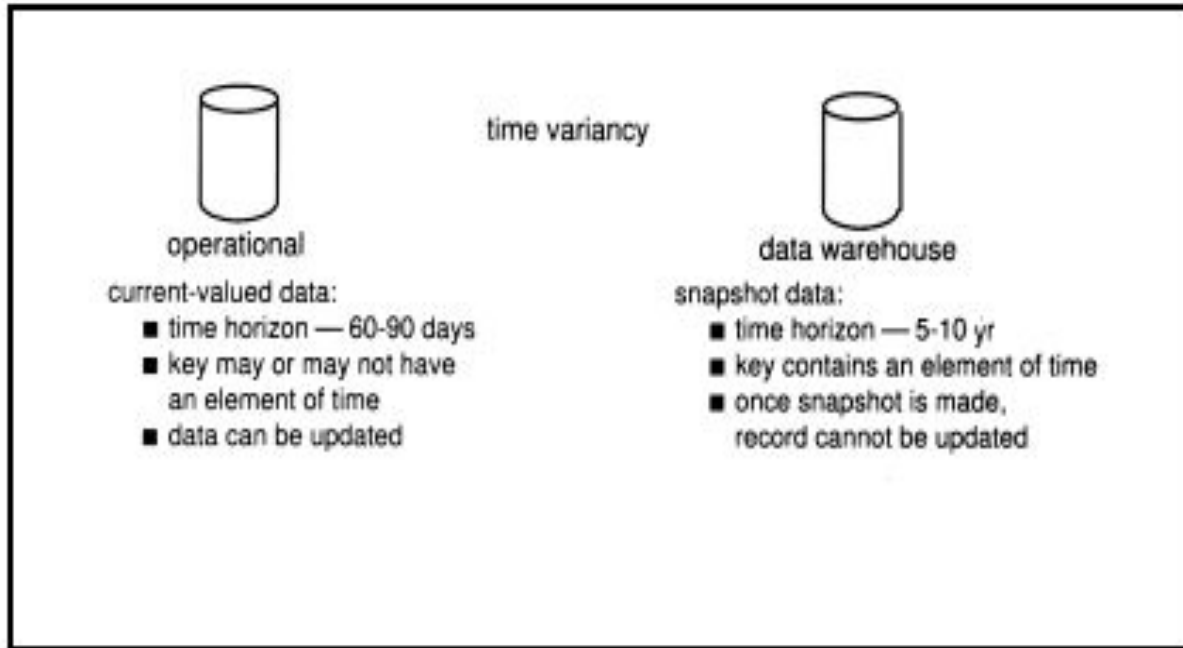 time variancy
operational
current-valued data:
■ time horizon — 60-90 days
■ key may or may not have
an element of time
■ data can be updated
data warehouse
snapshot data:
■ time horizon — 5-10 yr
■ key contains an element of time
■ once snapshot is made,
record cannot be updated